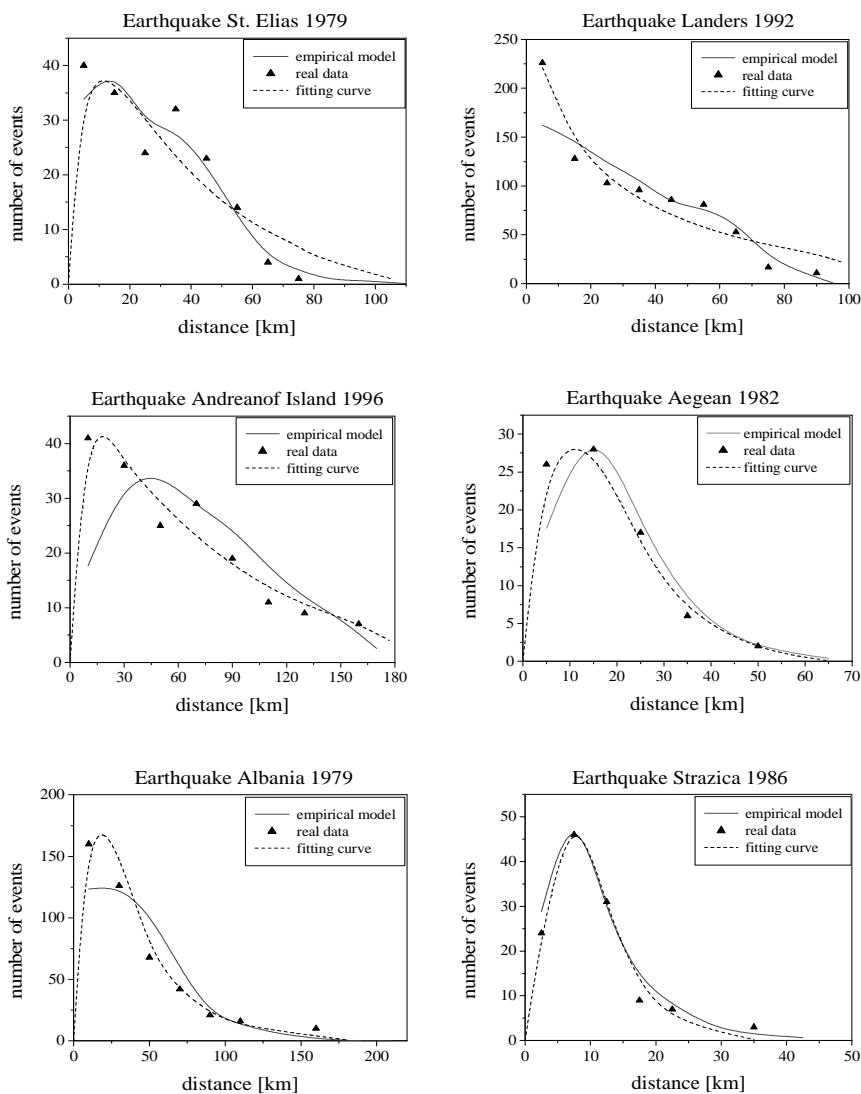 Earthquake St. Elias 1979
empirical model
real data
fitting curve
number of events
40
30
20
10
0
0 20 40 60 80 100
distance [km]
Earthquake Landers 1992
empirical model
real data
fitting curve
number of events
250
200
150
100
50
0
0 20 40 60 80 100
distance [km]
Earthquake Andreanof Island 1996
empirical model
real data
fitting curve
number of events
40
30
20
10
0
0 30 60 90 120 150 180
distance [km]
Earthquake Aegean 1982
empirical model
real data
fitting curve
number of events
30
25
20
15
10
5
0
0 10 20 30 40 50 60 70
distance [km]
Earthquake Albania 1979
empirical model
real data
fitting curve
number of events
200
150
100
50
0
0 50 100 150 200
distance [km]
Earthquake Strazica 1986
empirical model
real data
fitting curve
number of events
50
40
30
20
10
0
0 10 20 30 40 50
distance [km]